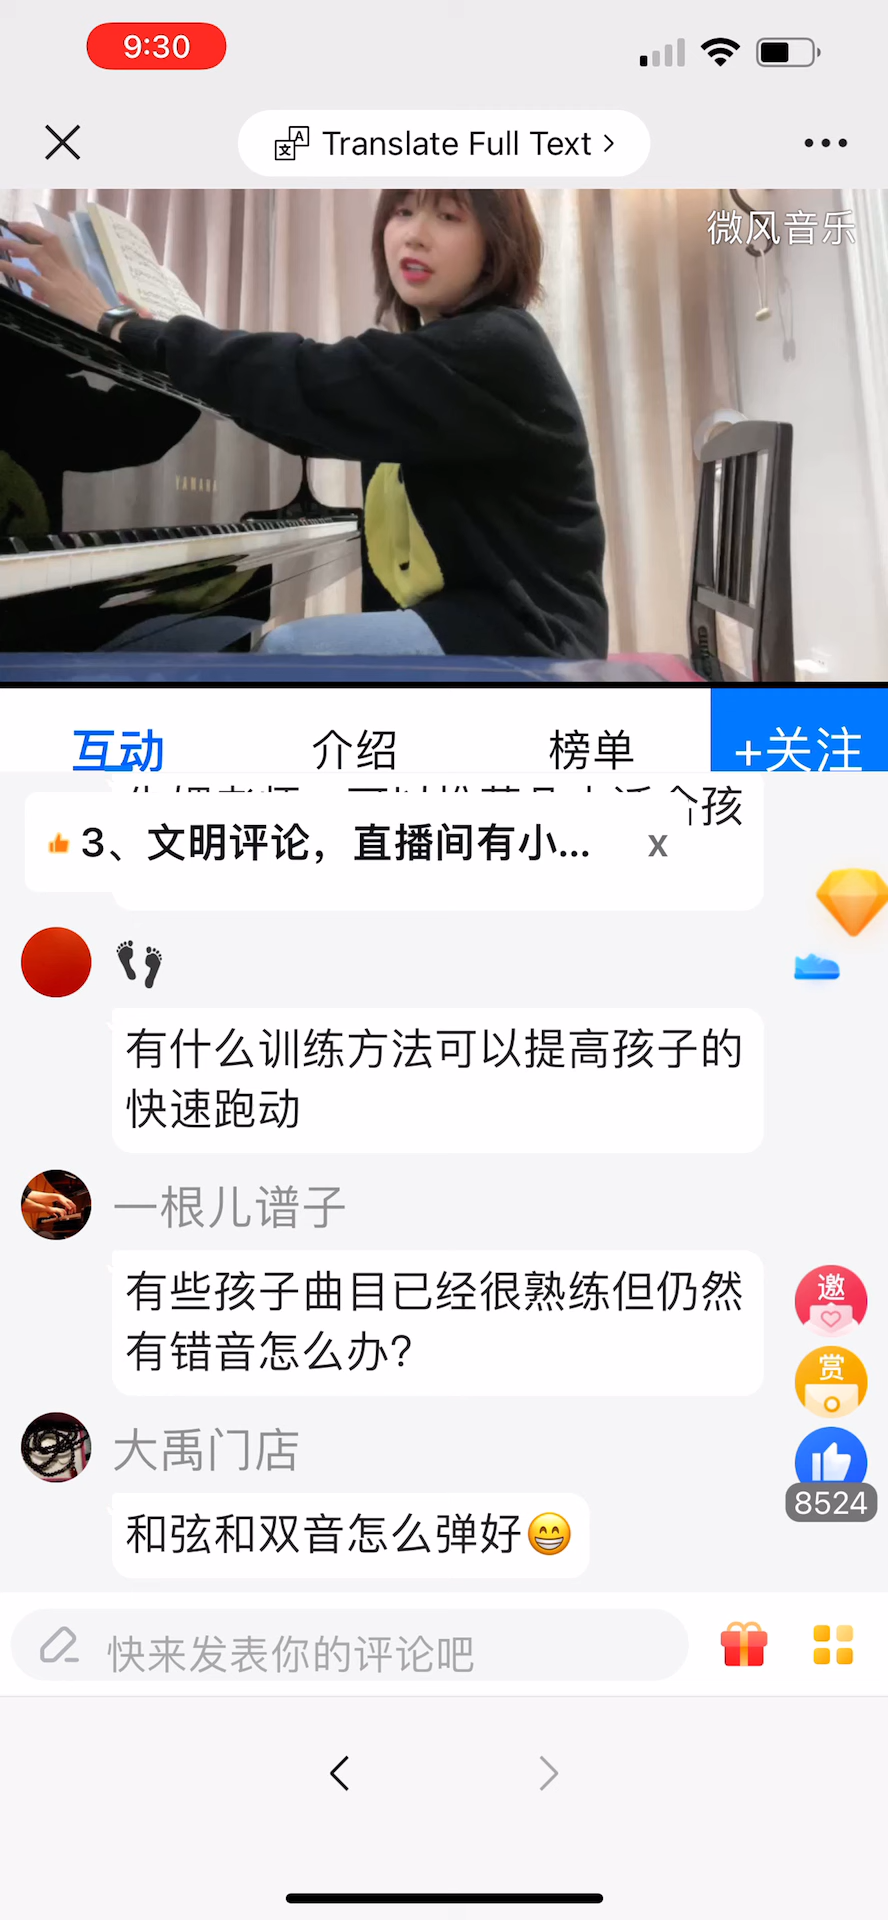 9:30
Translate Full Text >
微风音乐
YAMAHA
互动
介绍
榜单
+关注
个孩
3、文明评论，直播间有小...
x
有什么训练方法可以提高孩子的
快速跑动
一根儿谱子
有些孩子曲目已经很熟练但仍然
有错音怎么办?
邀
赏
大禹门店
8524
和弦和双音怎么弹好😁
快来发表你的评论吧